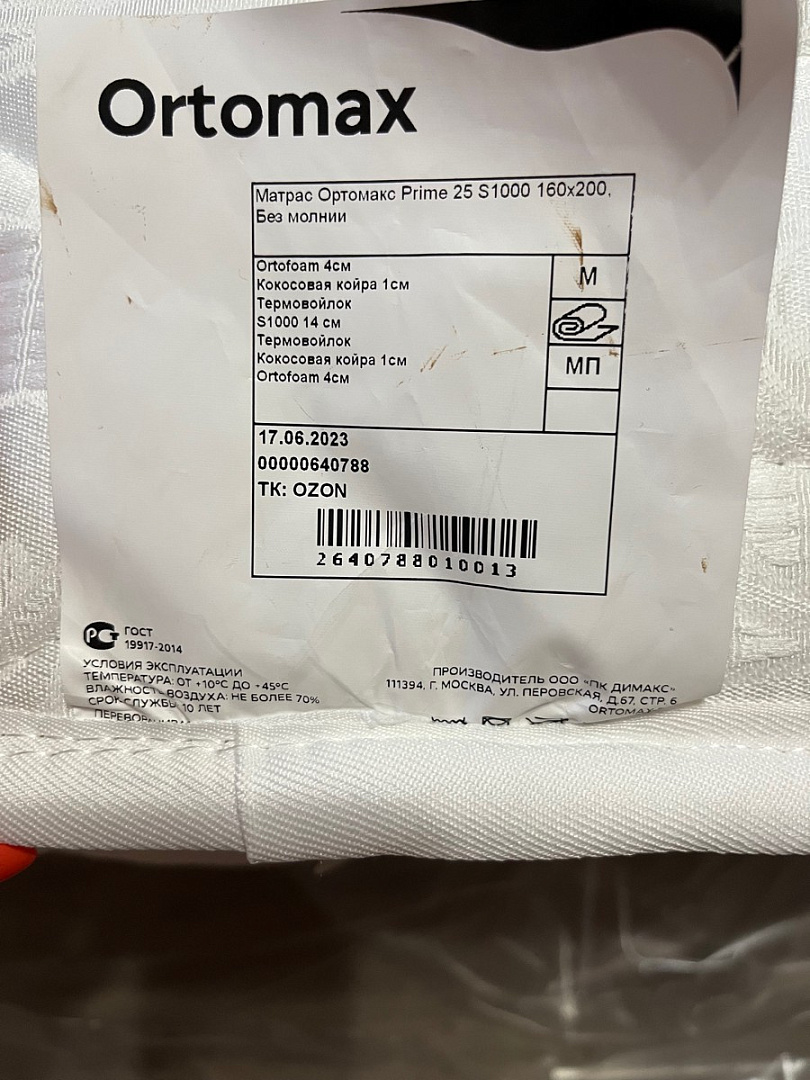 Ortomax
Матрас Ортомакс Prime 25 S1000 160x200,
Без молнии
Ortofoam 4см
Кокосовая койра 1см
Термовойлок
S1000 14 см
Термовойлок
Кокосовая койра 1см
Ortofoam 4см
М
МП
17.06.2023
00000640788
ТК: OZON
2640788010013
РСТ ГОСТ
19917-2014
УСЛОВИЯ ЭКСПЛУАТАЦИИ
ТЕМПЕРАТУРА: ОТ +10°С ДО +45°С
ВЛАЖНОСТЬ ВОЗДУХА: НЕ БОЛЕЕ 70%
СРОК СЛУЖБЫ 10 ЛЕТ
ПРОИЗВОДИТЕЛЬ ООО "ПК ДИМАКС"
111394, Г. МОСКВА, УЛ. ПЕРОВСКАЯ, Д.67, СТР. 6